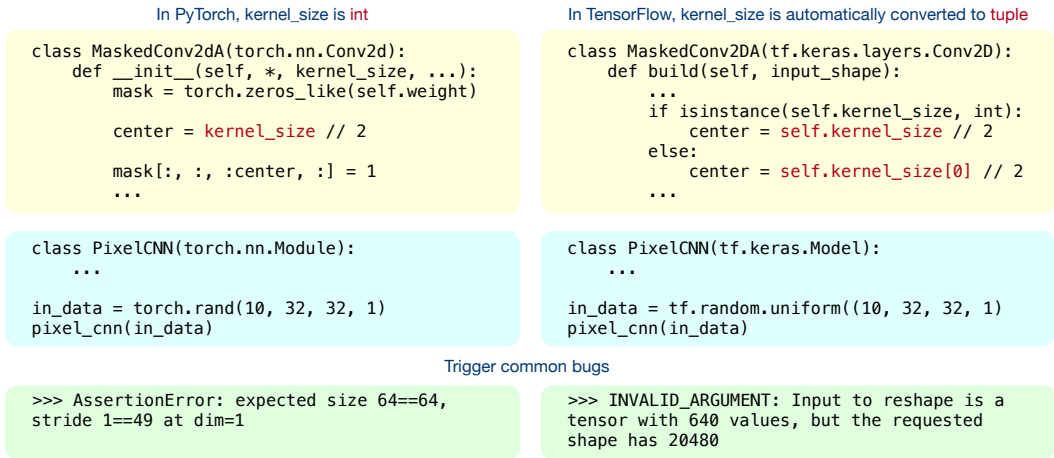 In PyTorch, kernel_size is int
class MaskedConv2dA(torch.nn.Conv2d):
    def __init__(self, *, kernel_size, ...):
        mask = torch.zeros_like(self.weight)
        center = kernel_size // 2
        mask[:, :, :center, :] = 1
        ...
In TensorFlow, kernel_size is automatically converted to tuple
class MaskedConv2DA(tf.keras.layers.Conv2D):
    def build(self, input_shape):
        ...
        if isinstance(self.kernel_size, int):
            center = self.kernel_size // 2
        else:
            center = self.kernel_size[0] // 2
        ...
class PixelCNN(torch.nn.Module):
    ...
in_data = torch.rand(10, 32, 32, 1)
pixel_cnn(in_data)
class PixelCNN(tf.keras.Model):
    ...
in_data = tf.random.uniform((10, 32, 32, 1)
pixel_cnn(in_data)
Trigger common bugs
>>> AssertionError: expected size 64==64,
stride 1==49 at dim=1
>>> INVALID_ARGUMENT: Input to reshape is a
tensor with 640 values, but the requested
shape has 20480